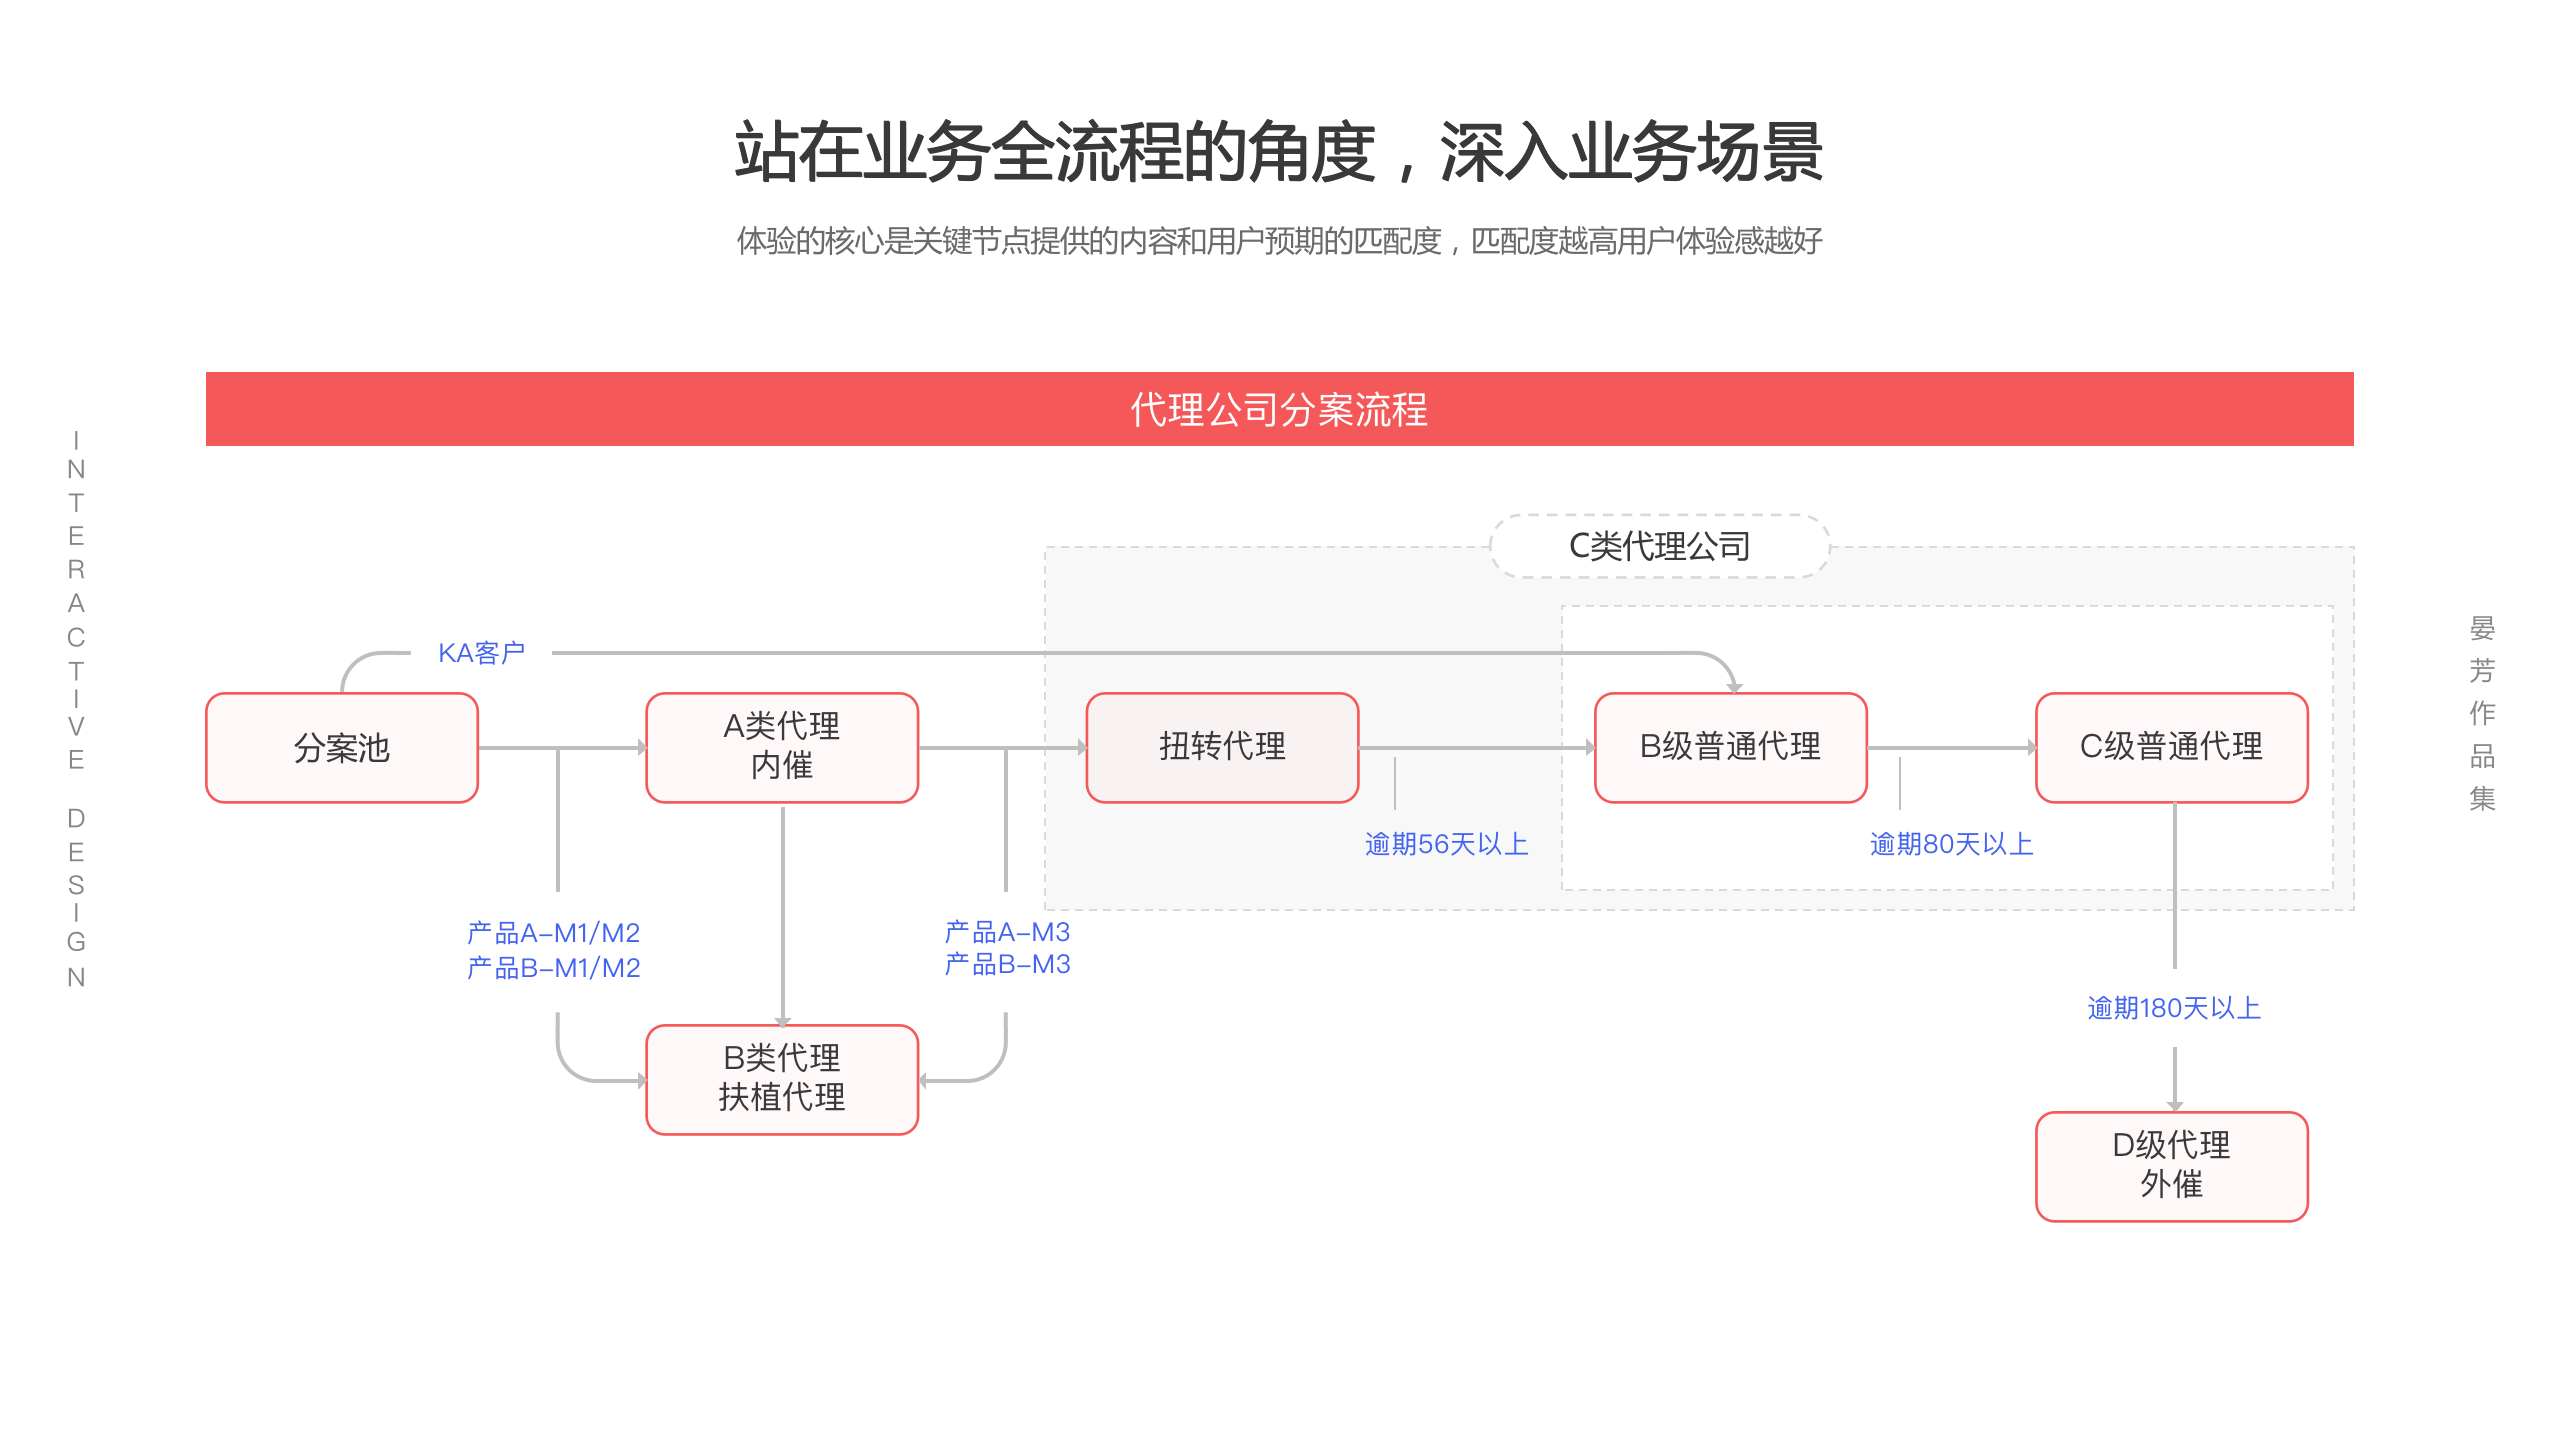 站在业务全流程的角度，深入业务场景
体验的核心是关键节点提供的内容和用户预期的匹配度，匹配度越高用户体验感越好
代理公司分案流程
INTERACTIVE DESIGN
晏芳作品集
C类代理公司
KA客户
分案池
A类代理
内催
扭转代理
B级普通代理
C级普通代理
逾期56天以上
逾期80天以上
产品A-M1/M2
产品B-M1/M2
产品A-M3
产品B-M3
逾期180天以上
B类代理
扶植代理
D级代理
外催